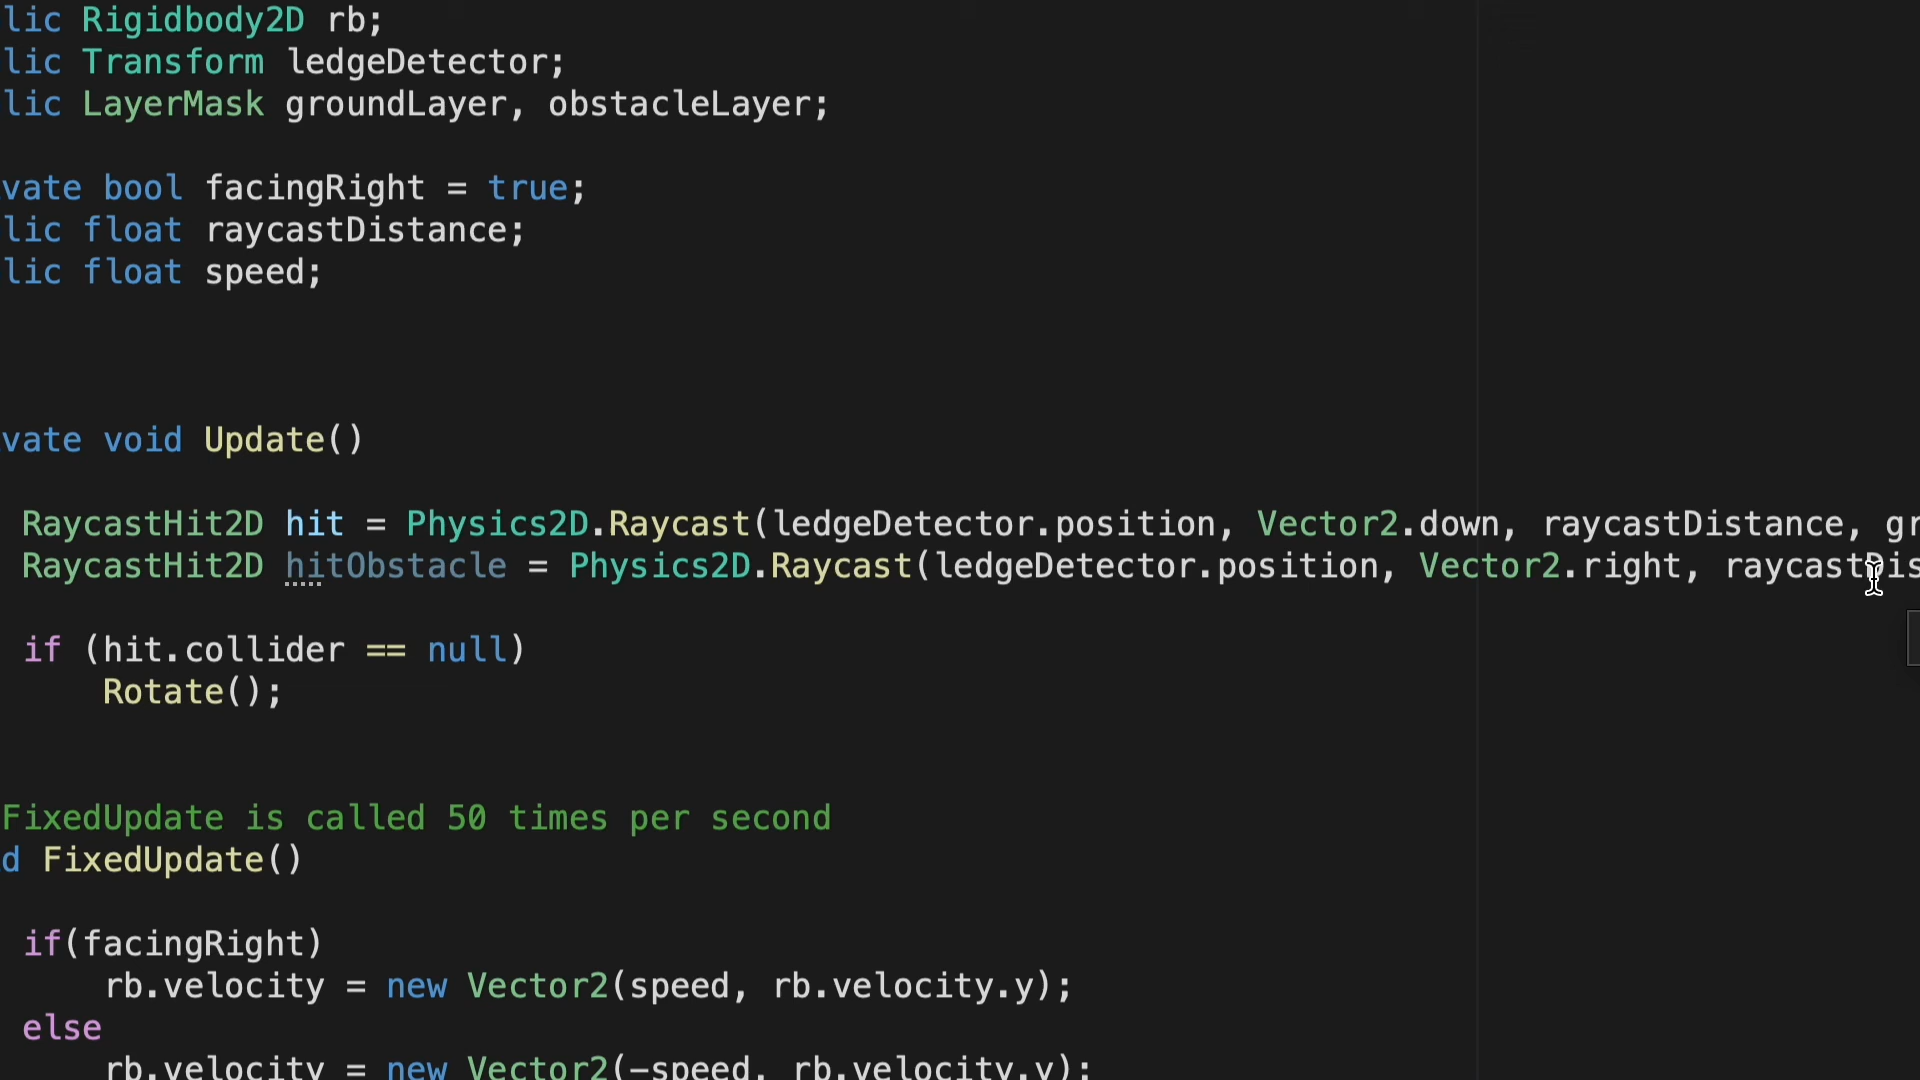 lic Rigidbody2D rb;
lic Transform ledgeDetector;
lic LayerMask groundLayer, obstacleLayer;
vate bool facingRight = true;
lic float raycastDistance;
lic float speed;
vate void Update()
RaycastHit2D hit = Physics2D.Raycast(ledgeDetector.position, Vector2.down, raycastDistance, gr
RaycastHit2D hitObstacle = Physics2D.Raycast(ledgeDetector.position, Vector2.right, raycastDis
if (hit.collider == null)
Rotate();
FixedUpdate is called 50 times per second
d FixedUpdate()
if(facingRight)
rb.velocity = new Vector2(speed, rb.velocity.y);
else
rb.velocity = new Vector2(-speed, rb.velocity.y);